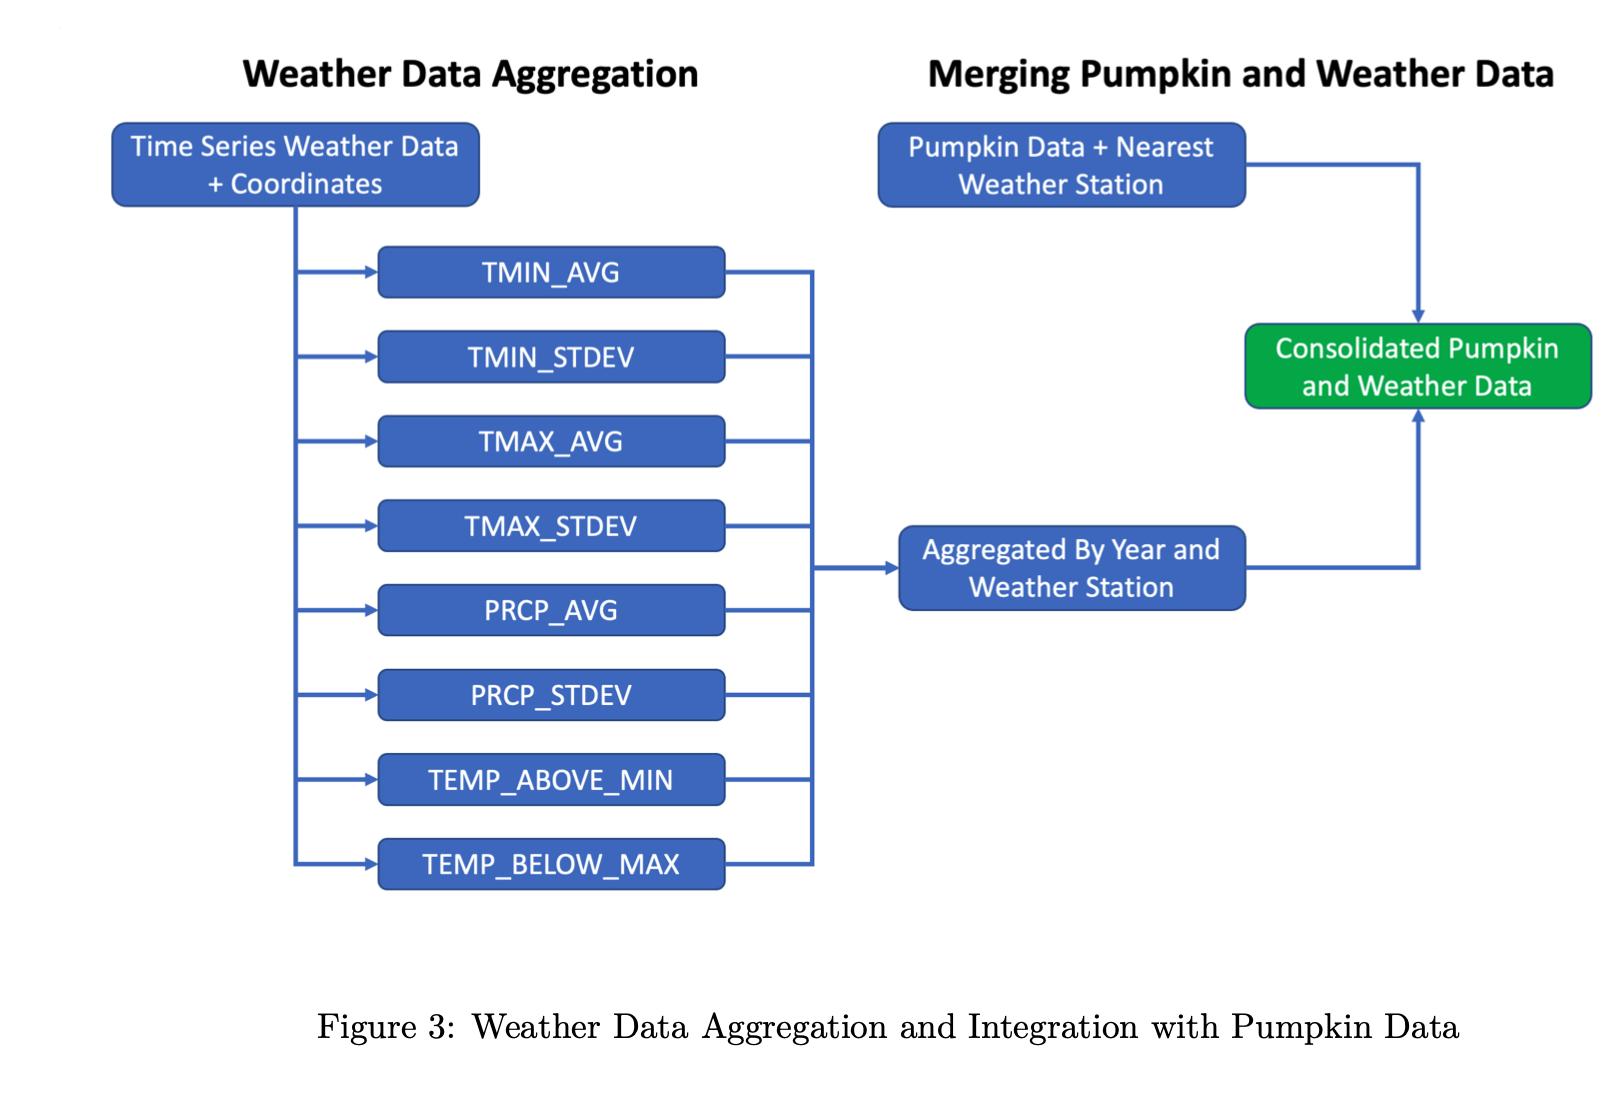 Weather Data Aggregation
Time Series Weather Data
+ Coordinates
TMIN_AVG
TMIN_STDEV
TMAX_AVG
TMAX_STDEV
PRCP_AVG
PRCP_STDEV
TEMP_ABOVE_MIN
TEMP_BELOW_MAX
Merging Pumpkin and Weather Data
Pumpkin Data + Nearest
Weather Station
Consolidated Pumpkin
and Weather Data
Aggregated By Year and
Weather Station
Figure 3: Weather Data Aggregation and Integration with Pumpkin Data